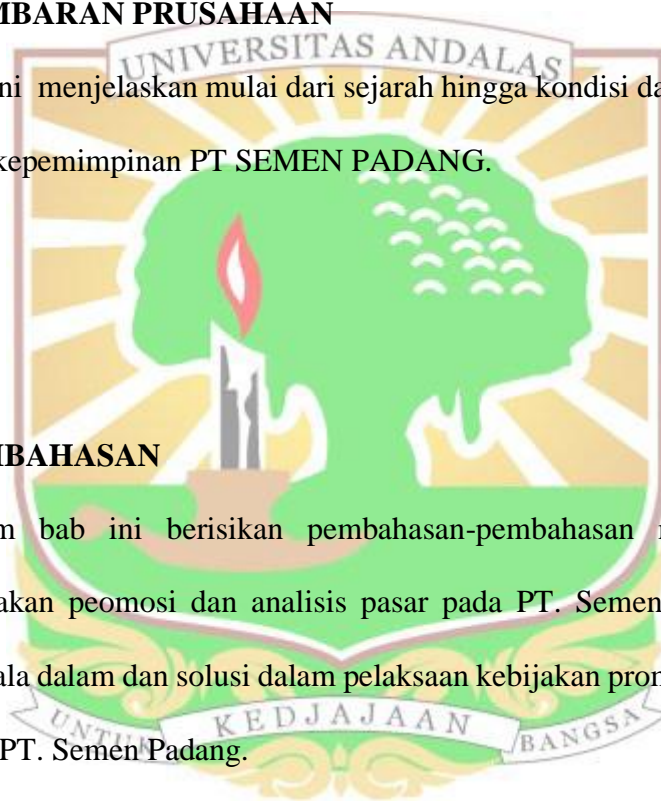 MBARAN PRUSAHAAN
UNIVERSITAS ANDALAS
ni menjelaskan mulai dari sejarah hingga kondisi da
kepemimpinan PT SEMEN PADANG.
MBAHASAN
m bab ini berisikan pembahasan-pembahasan
akan peomosi dan analisis pasar pada PT. Semen
ala dalam dan solusi dalam pelaksaan kebijakan pro
UNTUK KEDJAJAAN BANGSA
PT. Semen Padang.